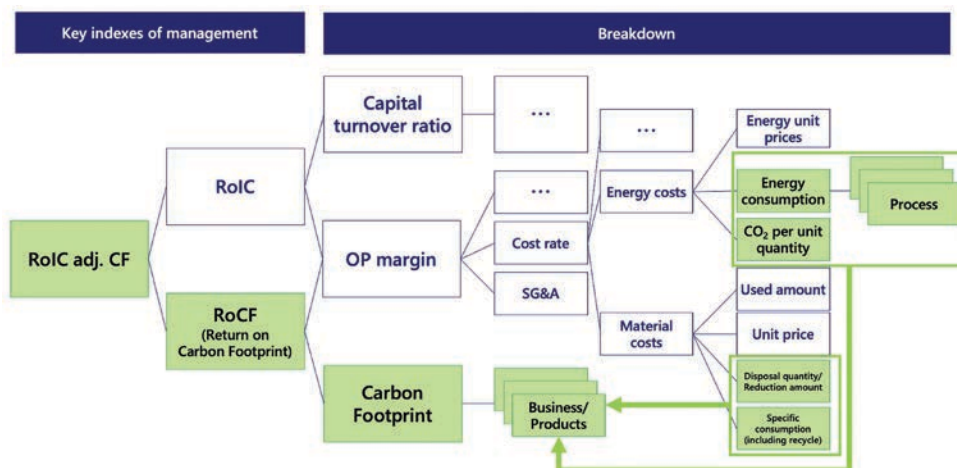 Key indexes of management
Breakdown
RoIC adj. CF
RoIC
RoCF
(Return on
Carbon Footprint)
Capital
turnover ratio
OP margin
Carbon
Footprint
...
...
Cost rate
SG&A
Business/
Products
...
Energy costs
Material
costs
Energy unit
prices
Energy
consumption
CO₂ per unit
quantity
Process
Used amount
Unit price
Disposal quantity/
Reduction amount
Specific
consumption
(including recycle)